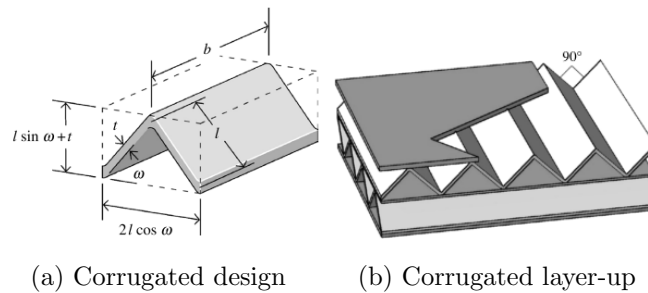 b
90°
l sin ω+t
t
l
ω
2l cos ω
(a) Corrugated design
(b) Corrugated layer-up